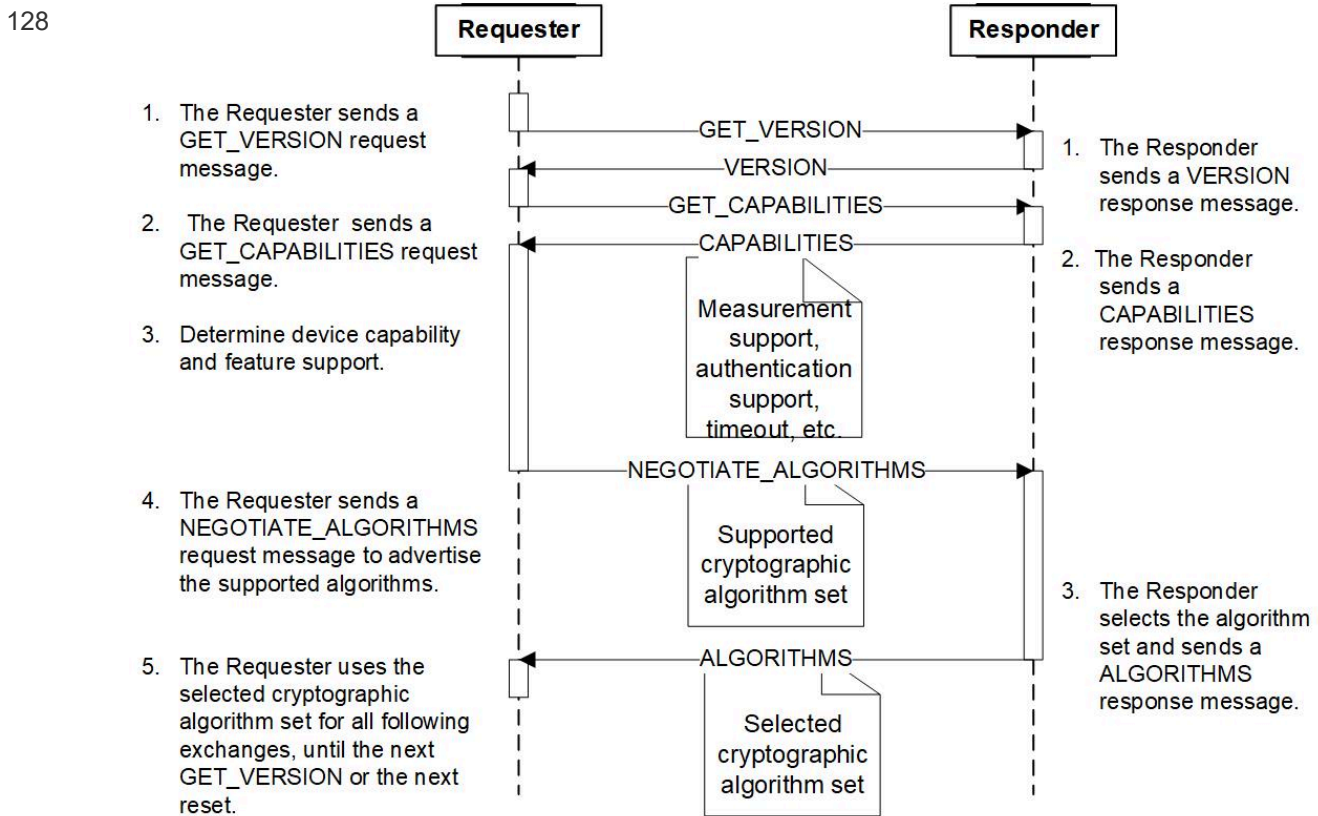 128
Requester
Responder
1. The Requester sends a
GET_VERSION request
message.
2. The Requester sends a
GET_CAPABILITIES request
message.
3. Determine device capability
and feature support.
4. The Requester sends a
NEGOTIATE_ALGORITHMS
request message to advertise
the supported algorithms.
5. The Requester uses the
selected cryptographic
algorithm set for all following
exchanges, until the next
GET_VERSION or the next
reset.
GET_VERSION
VERSION
GET_CAPABILITIES
CAPABILITIES
Measurement
support,
authentication
support,
timeout, etc.
NEGOTIATE_ALGORITHMS
Supported
cryptographic
algorithm set
ALGORITHMS
Selected
cryptographic
algorithm set
1. The Responder
sends a VERSION
response message.
2. The Responder
sends a
CAPABILITIES
response message.
3. The Responder
selects the algorithm
set and sends a
ALGORITHMS
response message.